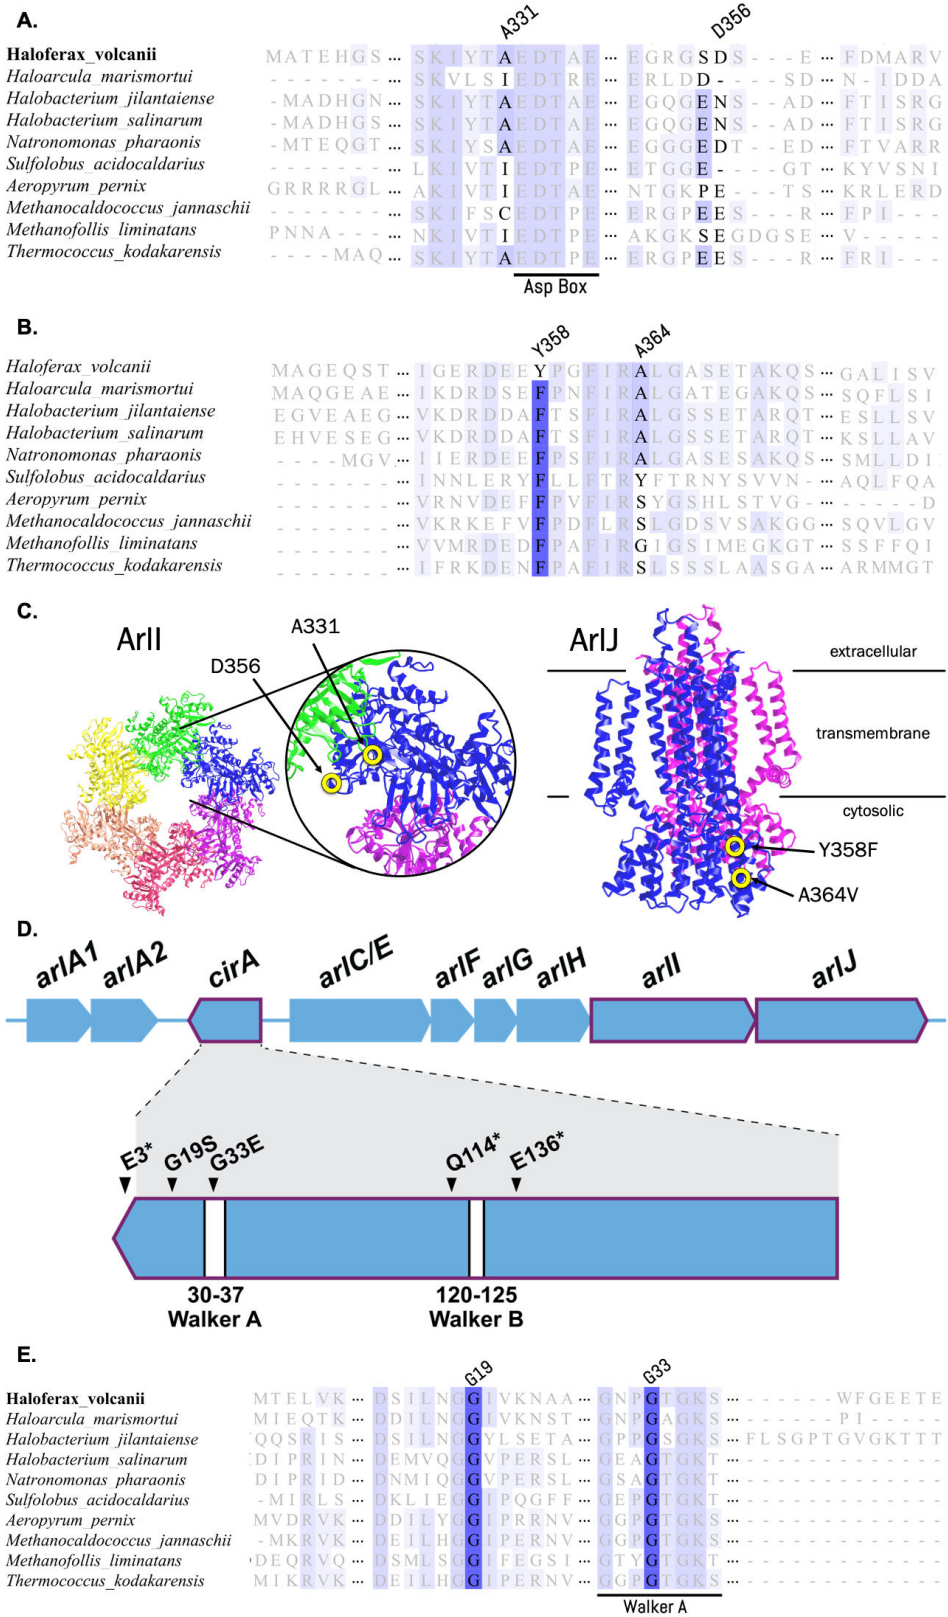 A.
A331 D356
Haloferax_volcanii M A T E H G S ... S K I Y T A E D T A E ... E G R G S D S - - - E - - F D M A R V
Haloarcula_marismortui - - - - - - - ... S K V L S I E D T R E ... E R L D D - - - - S D - N - I D D A
Halobacterium_jilantaiense - M A D H G N ... S K I Y T A E D T A E ... E G Q G E N S - - A D - - F T I S R G
Halobacterium_salinarum - M A D H G S ... S K I Y T A E D T A E ... E G Q G E N S - - A D - - F T I S R G
Natronomonas_pharaonis - M T E Q G T ... S K I Y S A E D T A E ... E G G G E D T - - E D - - F T V A R R
Sulfolobus_acidocaldarius - - - - - - - ... L K I V T I E D T P E ... E T G G E - - - - G T - K Y V S N I
Aeropyrum_pernix G R R R R G L ... A K I V T I E D T A E ... N T G K P E - - - T S - K R L E R D
Methanocaldococcus_jannaschii - - - - - - - ... S K I F S C E D T P E ... E R G P E E S - - - R ... F P I - - - -
Methanofollis_liminatans P N N A - - - ... N K I V T I E D T P E ... A K G K S E G D G S E ... V - - - - -
Thermococcus_kodakarensis - - - - M A Q ... S K I Y T A E D T P E ... E R G P E E S - - - R ... F R I - - -
Asp Box
B.
Y358 A364
Haloferax_volcanii M A G E Q S T ... I G E R D E E Y P G F I R A L G A S E T A K Q S ... G A L I S V
Haloarcula_marismortui M A Q G E A E ... I K D R D S E F P N F I R A L G A T E G A K Q S ... S Q F L S I
Halobacterium_jilantaiense E G V E A E G ... V K D R D D A F T S F I R A L G S S E T A R Q T ... E S L L S V
Halobacterium_salinarum E H V E S E G ... V K D R D D A F T S F I R A L G S S E T A R Q T ... K S L L A V
Natronomonas_pharaonis - - - - M G V ... I I E R D E E F P S F I R A L G A S E S A K Q S ... S M L L D I
Sulfolobus_acidocaldarius - - - - - - - ... I N N L E R Y F L L F T R Y F T R N Y S V V N - ... A Q L F Q A
Aeropyrum_pernix - - - - - - - ... V R N V D E F F P V F I R S Y G S H L S T V G - ... - - - - - D
Methanocaldococcus_jannaschii - - - - - - - ... V K R K E F V F P D F L R S L G D S V S A K G G ... S Q V L G V
Methanofollis_liminatans - - - - - - - ... V V M R D E D F P A F I R G I G S I M E G K G T ... S S F F Q I
Thermococcus_kodakarensis - - - - - - - ... I F R K D E N F P A F I R S L S S S L A A S G A ... A R M M G T
C.
ArlI
A331
D356
ArlJ
extracellular
transmembrane
cytosolic
Y358F
A364V
D.
arlA1 arlA2 cirA arlC/E arlF arlG arlH arlI arlJ
E3* G19S G33E Q114* E136*
30-37 120-125
Walker A Walker B
E.
G19 G33
Haloferax_volcanii M T E L V K ... D S I L N G G I V K N A A ... G N P G T G K S ... - - - - - W F G E E T E
Haloarcula_marismortui M I E Q T K ... D D I L N G G I V K N S T ... G N P G A G K S ... - - - - - P I - - - -
Halobacterium_jilantaiense Q Q S R I S ... D S I L N G G Y L S E T A ... G P P G S G K S ... F L S G P T G V G K T T T
Halobacterium_salinarum D I P R I N ... D E M V Q G G V P E R S L ... G E A G T G K T ... - - - - - - - - - - -
Natronomonas_pharaonis D I P R I D ... D N M I Q G G V P E R S L ... G S A G T G K T ... - - - - - - - - - - -
Sulfolobus_acidocaldarius - M I R L S ... D K L I E G G I P Q G F F ... G E P G T G K T ... - - - - - - - - - - -
Aeropyrum_pernix M V D R V K ... D D I L Y G G I P R R N V ... G G P G T G K S ... - - - - - - - - - - -
Methanocaldococcus_jannaschii - M K R V K ... D E I L H G G I P E R N V ... G G P G T G K S ... - - - - - - - - - - -
Methanofollis_liminatans D E Q R V Q ... D S M L S G G I F E G S I ... G T Y G T G K T ... - - - - - - - - - - -
Thermococcus_kodakarensis M I K R V K ... D E I L H G G I P E R N V ... G G P G T G K S ... - - - - - - - - - - -
Walker A